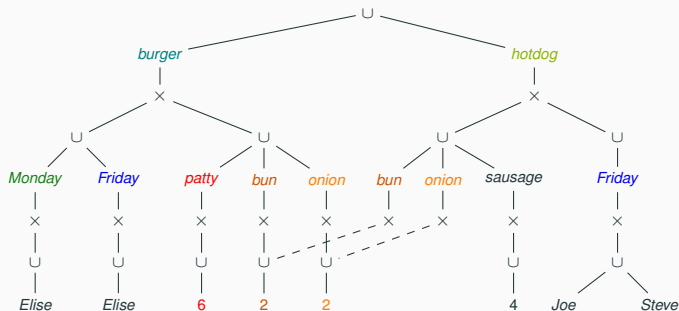 ∪
burger hotdog
× ×
∪ ∪ ∪ ∪
Monday Friday patty bun onion bun onion sausage Friday
× × × × × × × × ×
∪ ∪ ∪ ∪ ∪ ∪ ∪
Elise Elise 6 2 2 4 Joe Steve